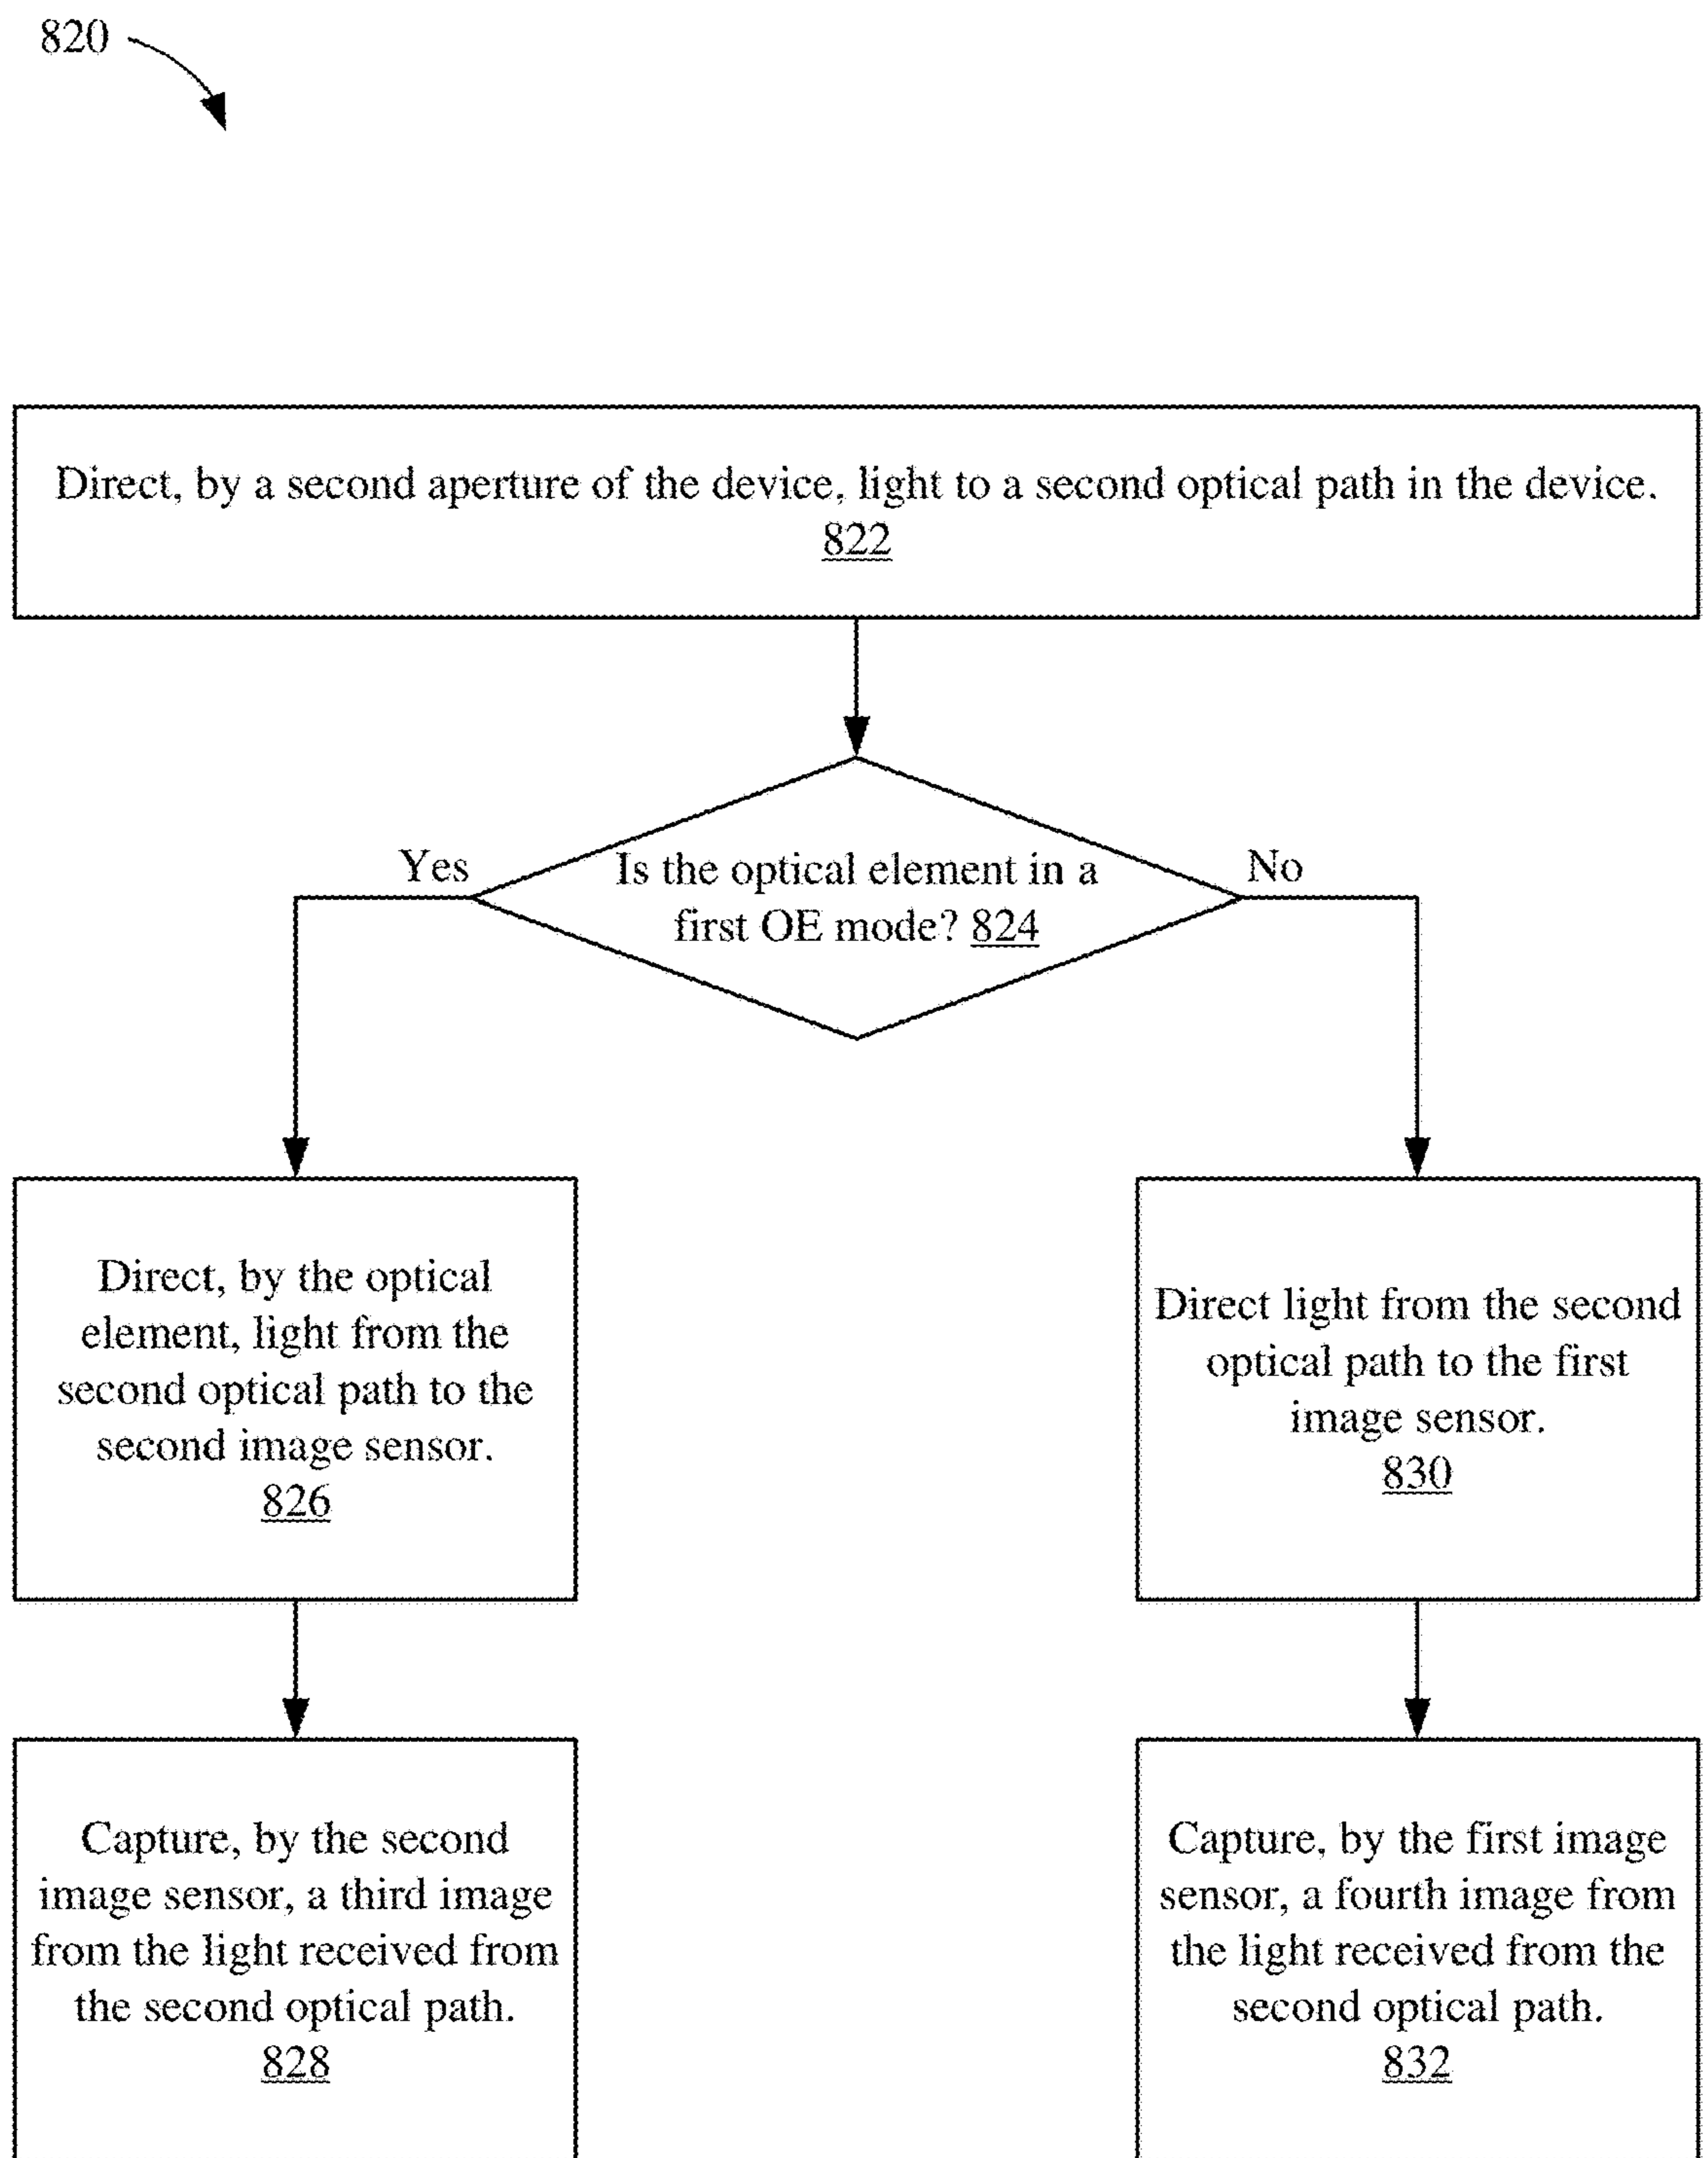 820
Direct, by a second aperture of the device, light to a second optical path in the device.
822
Yes
Is the optical element in a
first OE mode? 824
No
Direct, by the optical
element, light from the
second optical path to the
second image sensor.
826
Direct light from the second
optical path to the first
image sensor.
830
Capture, by the second
image sensor, a third image
from the light received from
the second optical path.
828
Capture, by the first image
sensor, a fourth image from
the light received from the
second optical path.
832